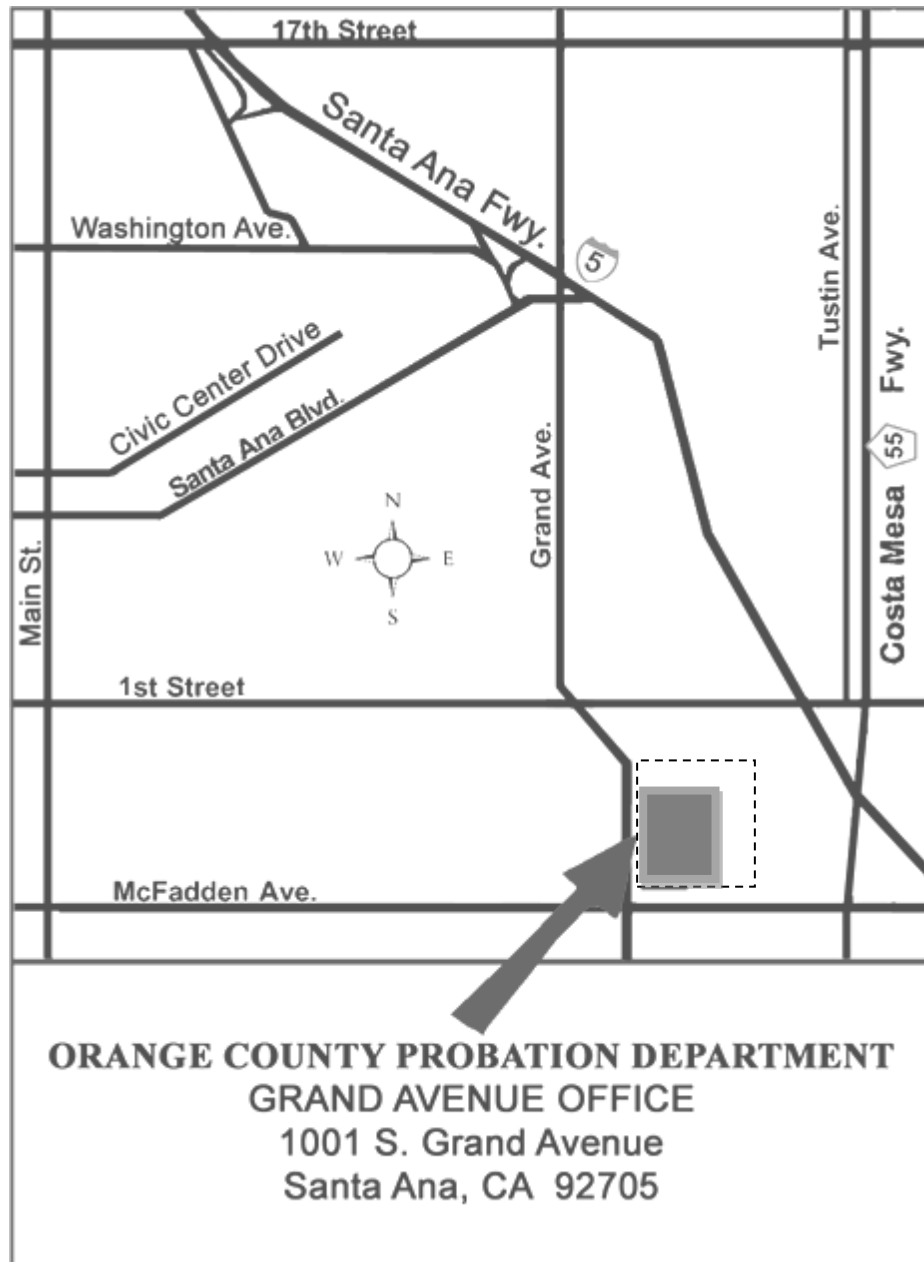 17th Street
Santa Ana Fwy.
5
Washington Ave.
Tustin Ave.
Civic Center Drive
Santa Ana Blvd.
Grand Ave.
Costa Mesa Fwy.
55
N
W E
S
Main St.
1st Street
McFadden Ave.
ORANGE COUNTY PROBATION DEPARTMENT
GRAND AVENUE OFFICE
1001 S. Grand Avenue
Santa Ana, CA 92705